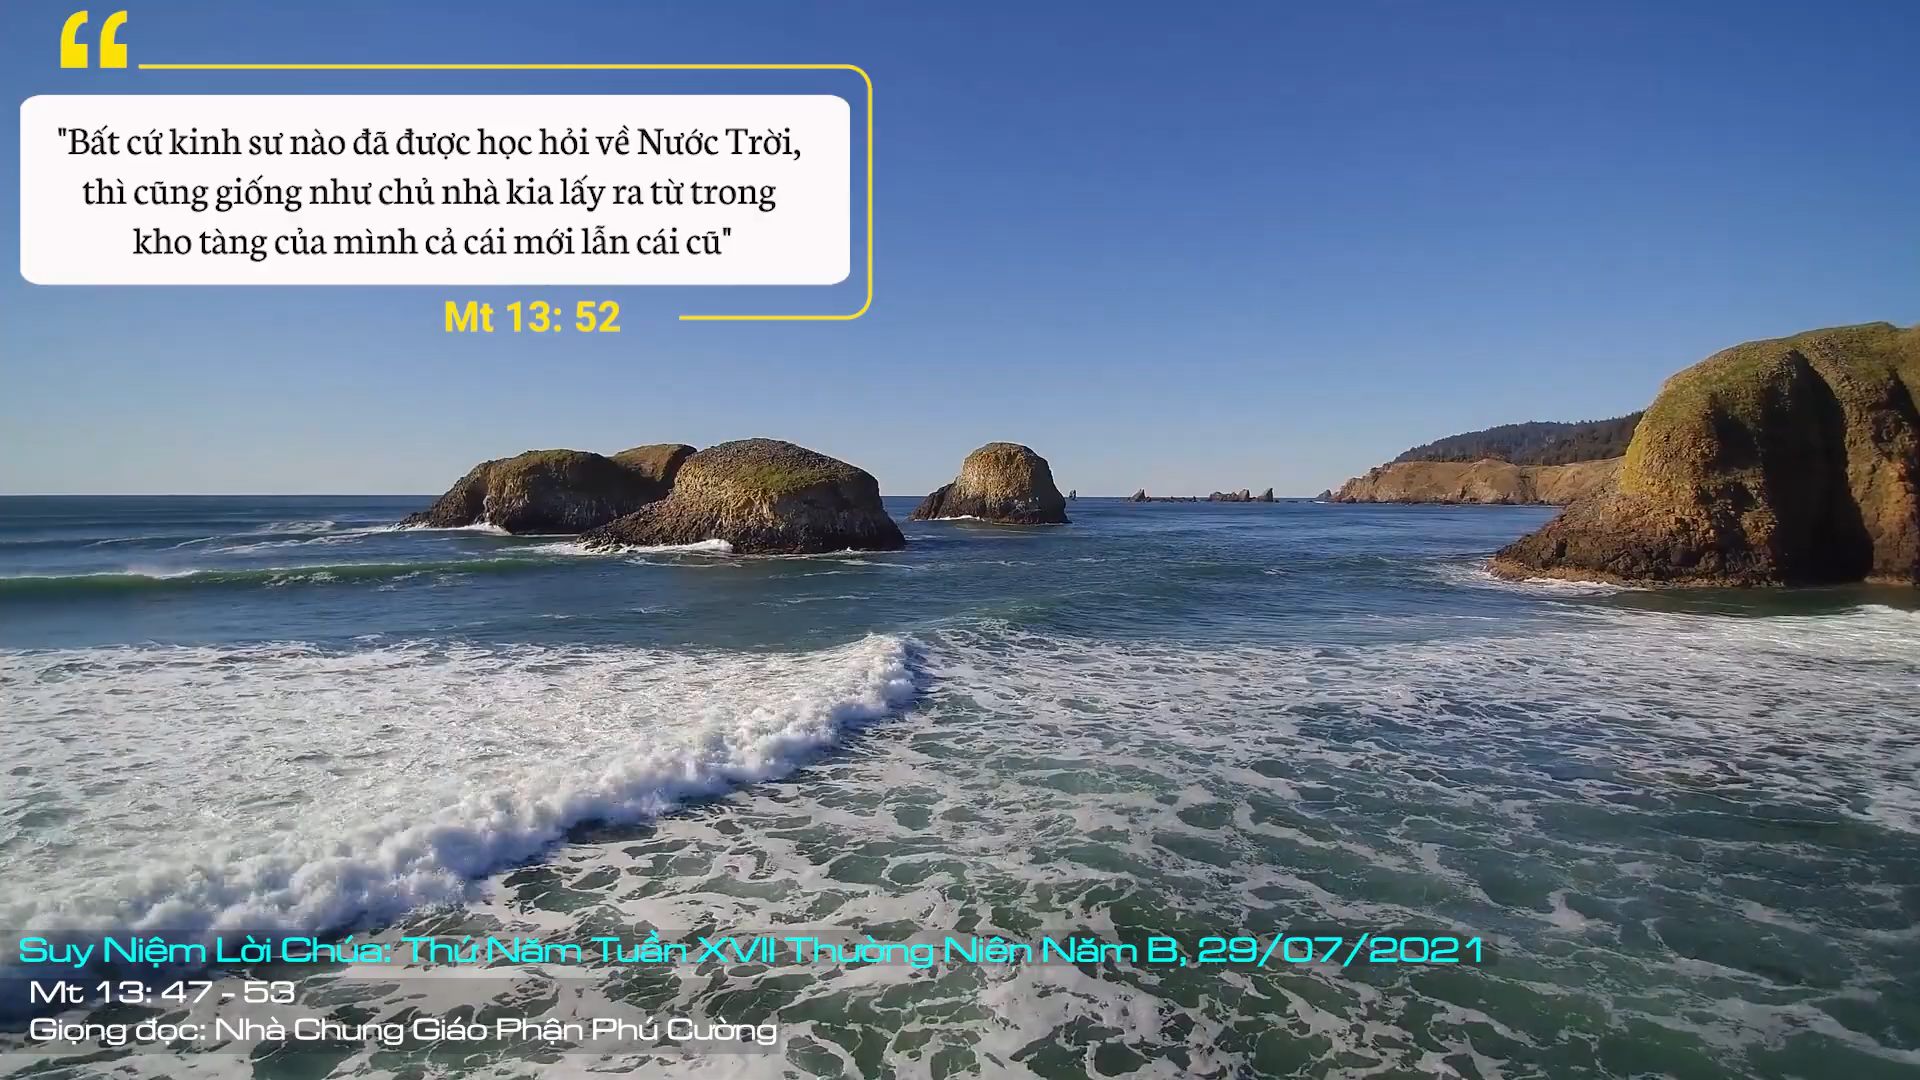 "Bất cứ kinh sư nào đã được học hỏi về Nước Trời,
thì cũng giống như chủ nhà kia lấy ra từ trong
kho tàng của mình cả cái mới lẫn cái cũ"
Mt 13: 52
Suy Niệm Lời Chúa: Thứ Năm Tuần XVII Thường Niên Năm B, 29/07/2021
Mt 13: 47 - 53
Giọng đọc: Nhà Chung Giáo Phận Phú Cường